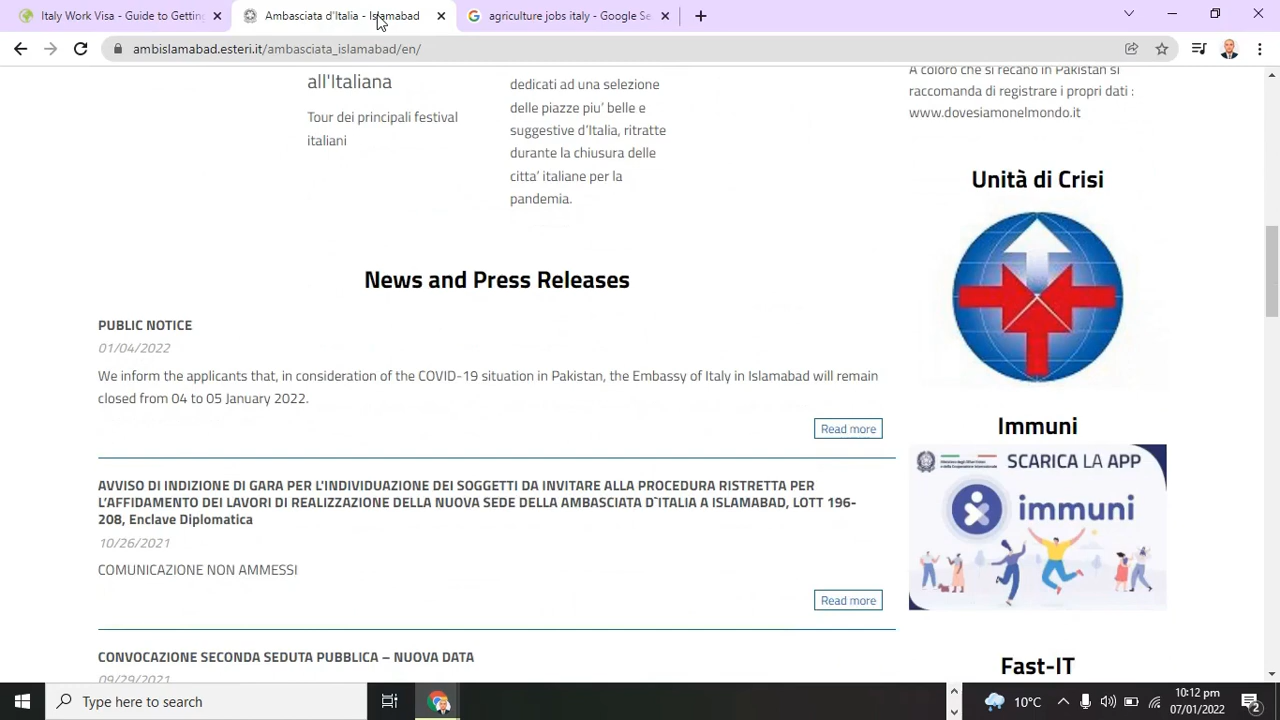 Italy Work Visa - Guide to Getting
Ambasciata d'Italia - Islamabad
agriculture jobs italy - Google Se
ambislamabad.esteri.it/ambasciata_islamabad/en/
all'Italiana
Tour dei principali festival
italiani
dedicati ad una selezione
delle piazze piu' belle e
suggestive d'Italia, ritratte
durante la chiusura delle
citta' italiane per la
pandemia.
A coloro che si recano in Pakistan si
raccomanda di registrare i propri dati :
www.dovesiamonelmondo.it
Unità di Crisi
News and Press Releases
PUBLIC NOTICE
01/04/2022
We inform the applicants that, in consideration of the COVID-19 situation in Pakistan, the Embassy of Italy in Islamabad will remain
closed from 04 to 05 January 2022.
Read more
AVVISO DI INDIZIONE DI GARA PER L'INDIVIDUAZIONE DEI SOGGETTI DA INVITARE ALLA PROCEDURA RISTRETTA PER
L'AFFIDAMENTO DEI LAVORI DI REALIZZAZIONE DELLA NUOVA SEDE DELLA AMBASCIATA D`ITALIA A ISLAMABAD, LOTT 196-
208, Enclave Diplomatica
10/26/2021
COMUNICAZIONE NON AMMESSI
Read more
CONVOCAZIONE SECONDA SEDUTA PUBBLICA – NUOVA DATA
09/29/2021
Immuni
SCARICA LA APP
immuni
Fast-IT
Type here to search
10°C
10:12 pm
07/01/2022
2